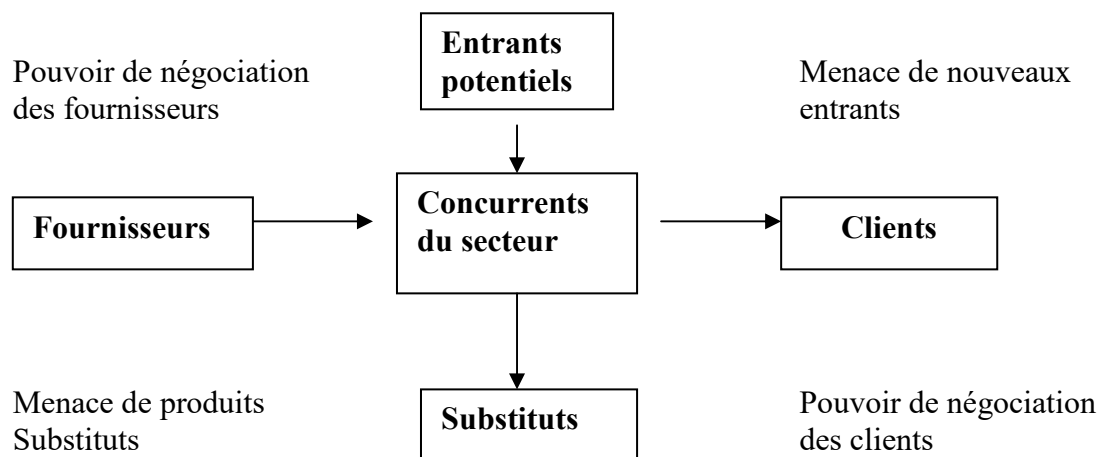 Entrants
potentiels
Pouvoir de négociation
des fournisseurs
Menace de nouveaux
entrants
Fournisseurs
Concurrents
du secteur
Clients
Menace de produits
Substituts
Substituts
Pouvoir de négociation
des clients